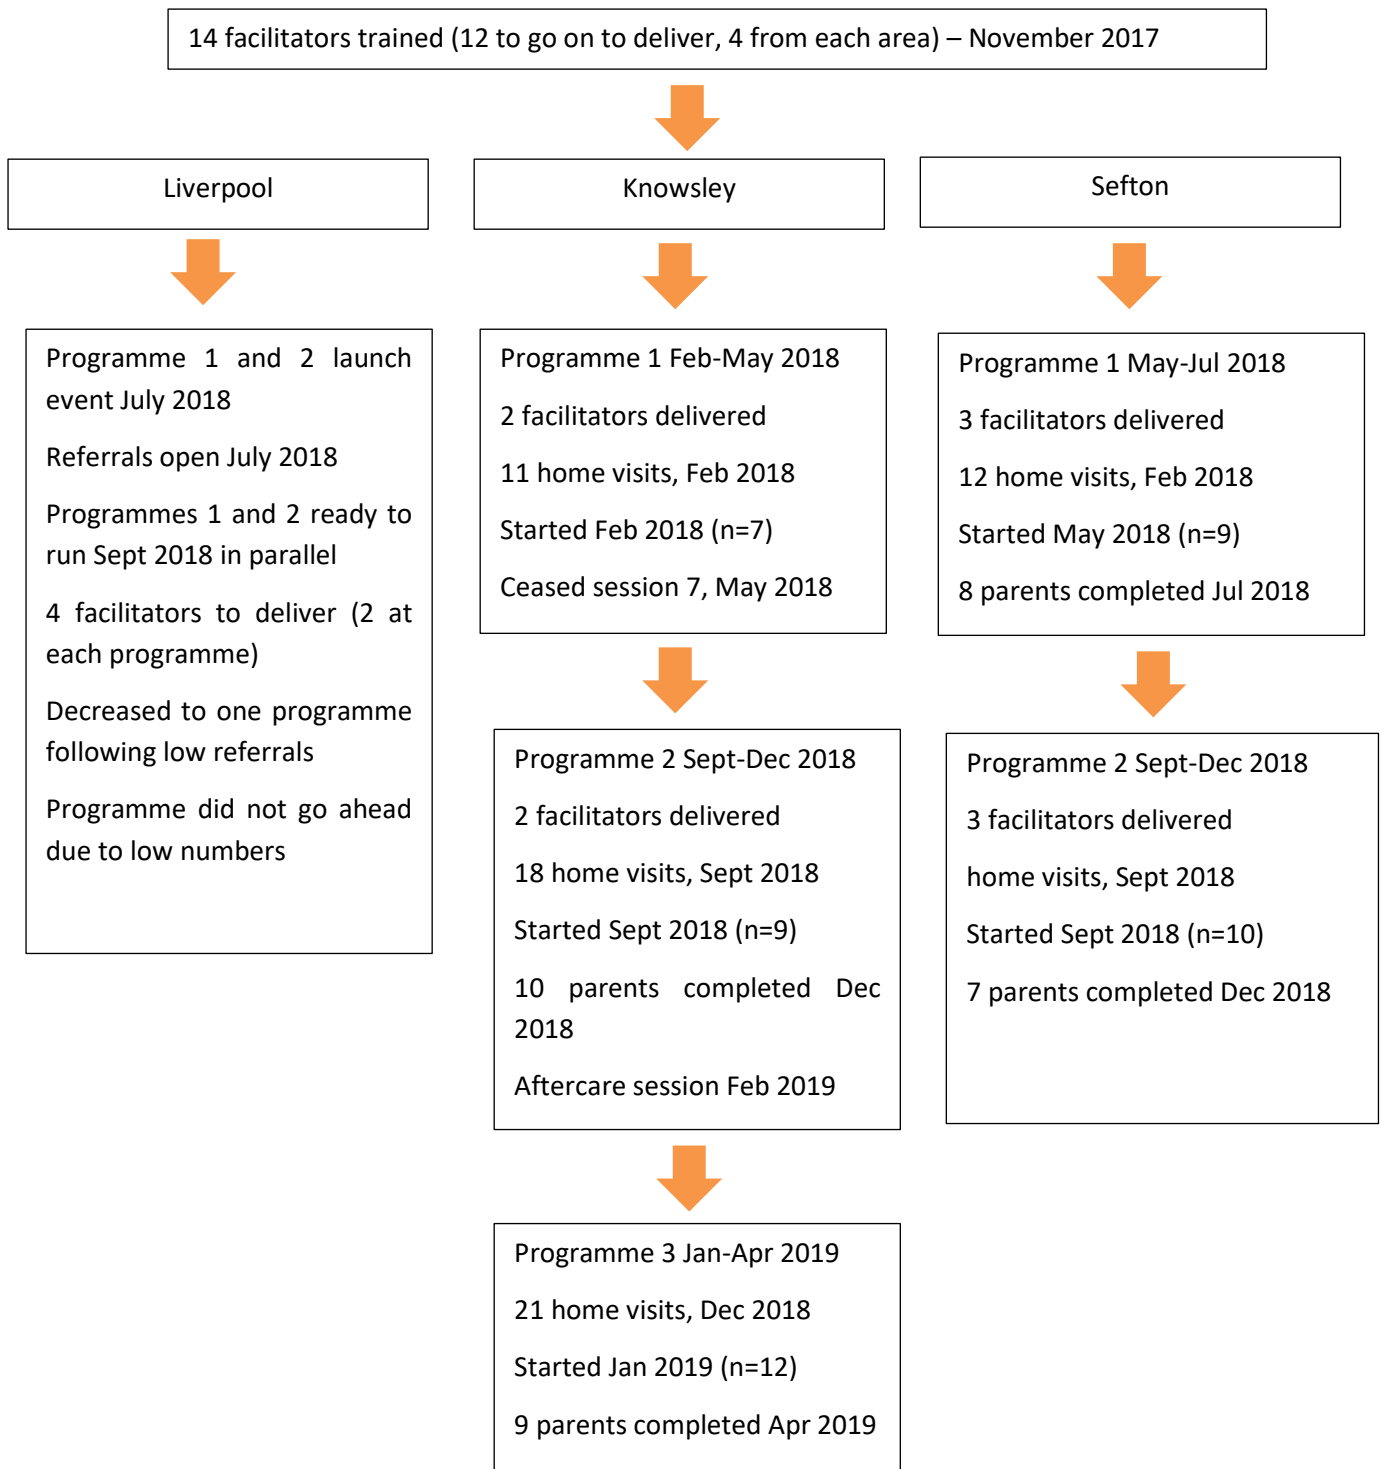 14 facilitators trained (12 to go on to deliver, 4 from each area) – November 2017
Liverpool
Knowsley
Sefton
Programme 1 and 2 launch
event July 2018
Referrals open July 2018
Programmes 1 and 2 ready to
run Sept 2018 in parallel
4 facilitators to deliver (2 at
each programme)
Decreased to one programme
following low referrals
Programme did not go ahead
due to low numbers
Programme 1 Feb-May 2018
2 facilitators delivered
11 home visits, Feb 2018
Started Feb 2018 (n=7)
Ceased session 7, May 2018
Programme 1 May-Jul 2018
3 facilitators delivered
12 home visits, Feb 2018
Started May 2018 (n=9)
8 parents completed Jul 2018
Programme 2 Sept-Dec 2018
2 facilitators delivered
18 home visits, Sept 2018
Started Sept 2018 (n=9)
10 parents completed Dec
2018
Aftercare session Feb 2019
Programme 2 Sept-Dec 2018
3 facilitators delivered
home visits, Sept 2018
Started Sept 2018 (n=10)
7 parents completed Dec 2018
Programme 3 Jan-Apr 2019
21 home visits, Dec 2018
Started Jan 2019 (n=12)
9 parents completed Apr 2019